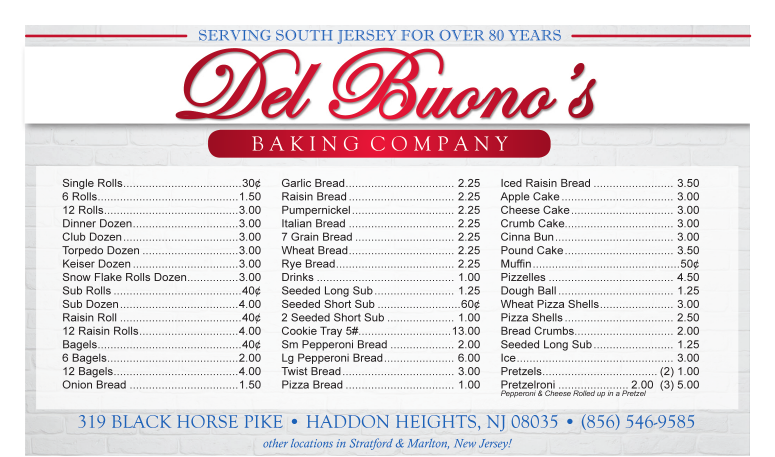 SERVING SOUTH JERSEY FOR OVER 80 YEARS
Del Buono's
BAKING COMPANY
Single Rolls.....30¢
6 Rolls.....1.50
12 Rolls.....3.00
Dinner Dozen.....3.00
Club Dozen.....3.00
Torpedo Dozen.....3.00
Keiser Dozen.....3.00
Snow Flake Rolls Dozen.....3.00
Sub Rolls.....40¢
Sub Dozen.....4.00
Raisin Roll.....40¢
12 Raisin Rolls.....4.00
Bagels.....40¢
6 Bagels.....2.00
12 Bagels.....4.00
Onion Bread.....1.50
Garlic Bread.....2.25
Raisin Bread.....2.25
Pumpernickel.....2.25
Italian Bread.....2.25
7 Grain Bread.....2.25
Wheat Bread.....2.25
Rye Bread.....2.25
Drinks.....1.00
Seeded Long Sub.....1.25
Seeded Short Sub.....60¢
2 Seeded Short Sub.....1.00
Cookie Tray 5#.....13.00
Sm Pepperoni Bread.....2.00
Lg Pepperoni Bread.....6.00
Twist Bread.....3.00
Pizza Bread.....1.00
Iced Raisin Bread.....3.50
Apple Cake.....3.00
Cheese Cake.....3.00
Crumb Cake.....3.00
Cinna Bun.....3.00
Pound Cake.....3.50
Muffin.....50¢
Pizzelles.....4.50
Dough Ball.....1.25
Wheat Pizza Shells.....3.00
Pizza Shells.....2.50
Bread Crumbs.....2.00
Seeded Long Sub.....1.25
Ice.....3.00
Pretzels.....(2) 1.00
Pretzelroni.....2.00 (3) 5.00
Pepperoni & Cheese Rolled up in a Pretzel
319 BLACK HORSE PIKE • HADDON HEIGHTS, NJ 08035 • (856) 546-9585
other locations in Stratford & Marlton, New Jersey!